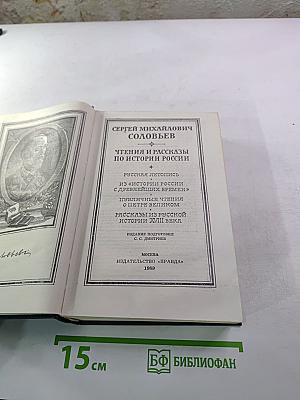 СЕРГЕЙ МИХАЙЛОВИЧ
СОЛОВЬЕВ
ЧТЕНИЯ И РАССКАЗЫ
ПО ИСТОРИИ РОССИИ
РУССКАЯ ЛЕТОПИСЬ
ИЗ «ИСТОРИИ РОССИИ
С ДРЕВНЕЙШИХ ВРЕМЕН»
ПУБЛИЧНЫЕ ЧТЕНИЯ
О ПЕТРЕ ВЕЛИКОМ
РАССКАЗЫ ИЗ РУССКОЙ
ИСТОРИИ XVIII ВЕКА
ИЗДАНИЕ ПОДГОТОВИЛ
С. С. ДМИТРИЕВ
МОСКВА
ИЗДАТЕЛЬСТВО «ПРАВДА»
1989
15 СМ
БФ БИБЛИОФАН